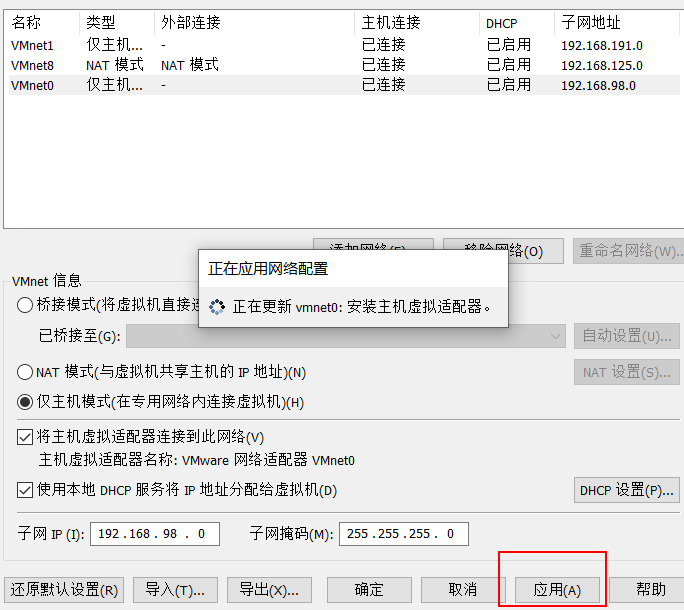 名称 类型 外部连接 主机连接 DHCP 子网地址
VMnet1 仅主机... - 已连接 已启用 192.168.191.0
VMnet8 NAT 模式 NAT 模式 已连接 已启用 192.168.125.0
VMnet0 仅主机... - 已连接 已启用 192.168.98.0
移除网络(O) 重命名网络(W)...
正在应用网络配置
正在更新 vmnet0: 安装主机虚拟适配器。
VMnet 信息
桥接模式(将虚拟机直接
已桥接至(G): 自动设置(U)...
NAT 模式(与虚拟机共享主机的 IP 地址)(N) NAT 设置(S)...
仅主机模式(在专用网络内连接虚拟机)(H)
将主机虚拟适配器连接到此网络(V)
主机虚拟适配器名称: VMware 网络适配器 VMnet0
使用本地 DHCP 服务将 IP 地址分配给虚拟机(D) DHCP 设置(P)...
子网 IP (I): 192.168. 98 . 0 子网掩码(M): 255.255.255. 0
还原默认设置(R) 导入(T)... 导出(X)... 确定 取消 应用(A) 帮助